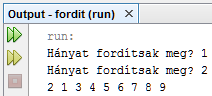 Output - fordit (run)
run:
Hányat fordítsak meg? 1
Hányat fordítsak meg? 2
2 1 3 4 5 6 7 8 9